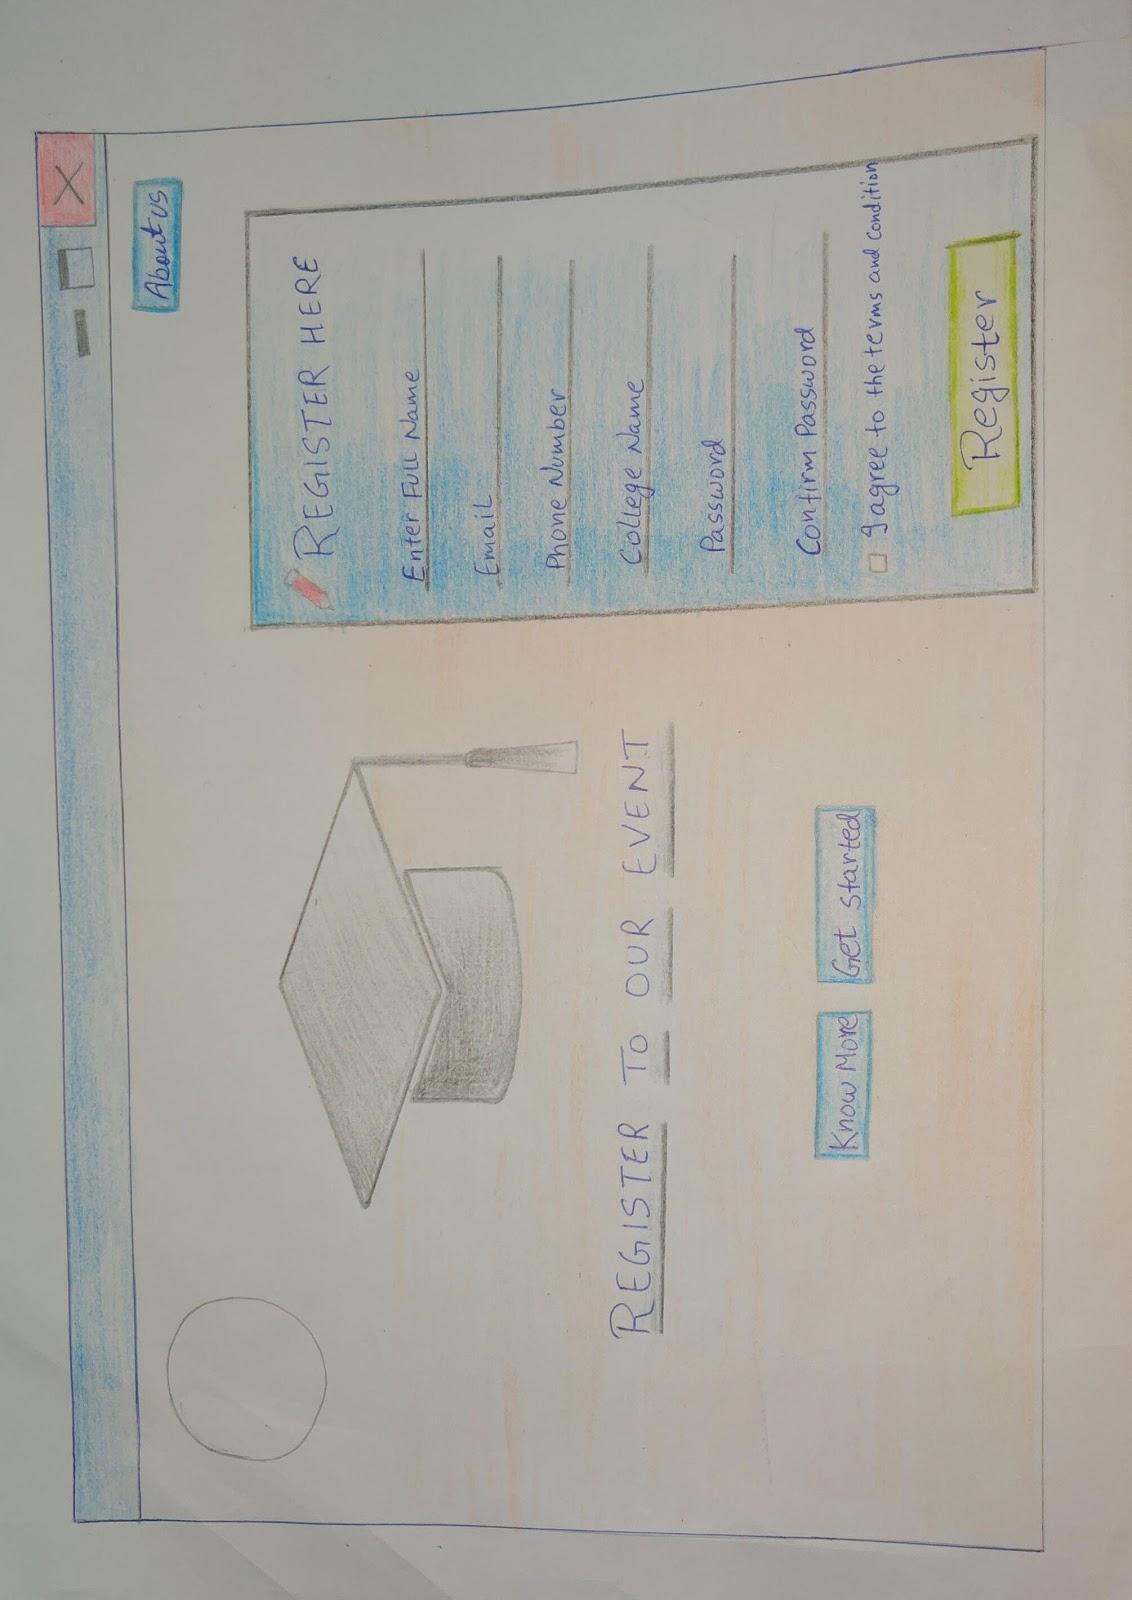 About us
REGISTER HERE
Enter Full Name
Email
Phone Number
College Name
Password
Confirm Password
I agree to the terms and condition
Register
REGISTER TO OUR EVENT
Know More
Get started